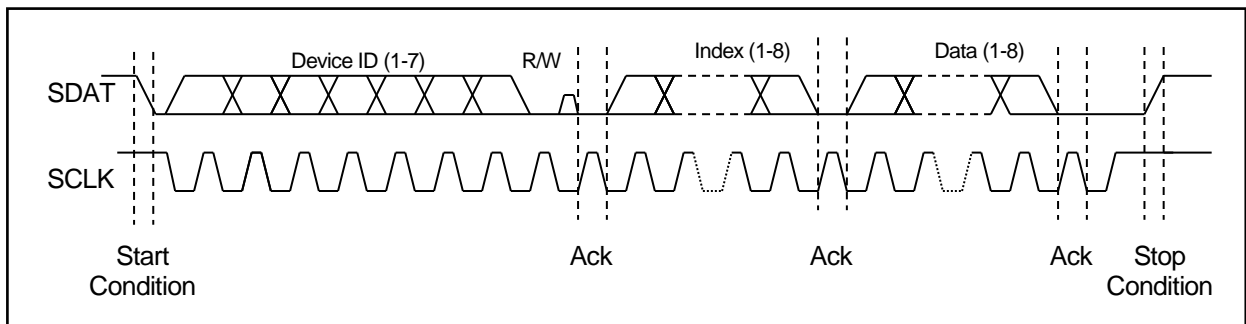 Device ID (1-7)
R/W
Index (1-8)
Data (1-8)
SDAT
SCLK
Start
Condition
Ack
Ack
Ack
Stop
Condition